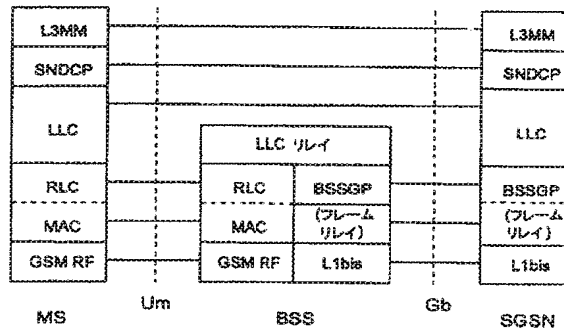 L3MM
SNDCP
LLC
RLC
MAC
GSM RF
MS
Um
LLC リレイ
RLC
BSSGP
MAC
(フレーム
リレイ)
GSM RF
L1bis
BSS
Gb
L3MM
SNDCP
LLC
BSSGP
(フレーム
リレイ)
L1bis
SGSN